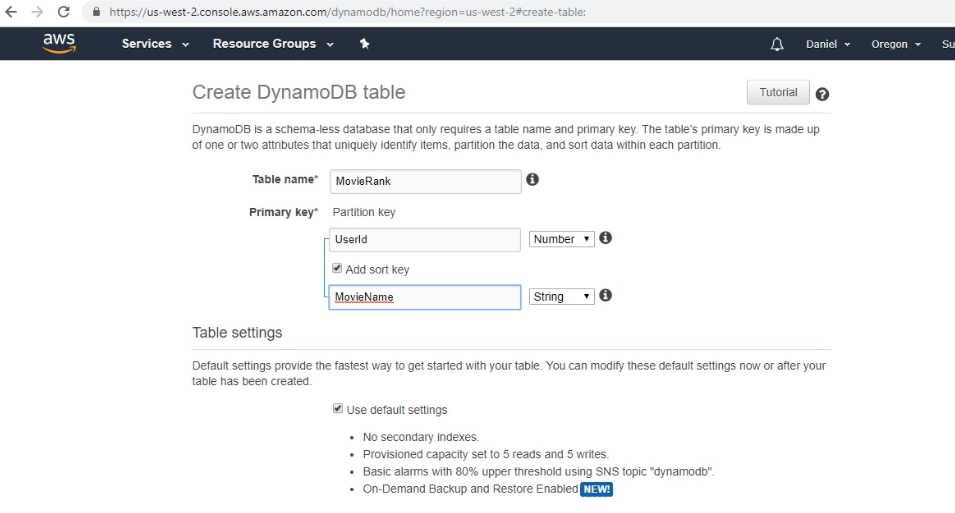 https://us-west-2.console.aws.amazon.com/dynamodb/home?region=us-west-2#create-table:
aws Services Resource Groups Daniel Oregon Su
Create DynamoDB table Tutorial ?
DynamoDB is a schema-less database that only requires a table name and primary key. The table's primary key is made up
of one or two attributes that uniquely identify items, partition the data, and sort data within each partition.
Table name* MovieRank i
Primary key* Partition key
UserId Number i
Add sort key
MovieName String i
Table settings
Default settings provide the fastest way to get started with your table. You can modify these default settings now or after your
table has been created.
Use default settings
• No secondary indexes.
• Provisioned capacity set to 5 reads and 5 writes.
• Basic alarms with 80% upper threshold using SNS topic "dynamodb".
• On-Demand Backup and Restore Enabled NEW!